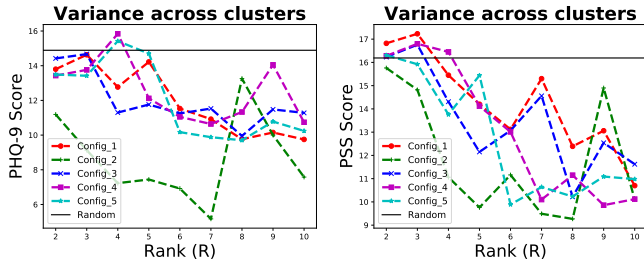 Variance across clusters
PHQ-9 Score
16
14
12
10
8
6
Config_1
Config_2
Config_3
Config_4
Config_5
Random
2 3 4 5 6 7 8 9 10
Rank (R)
Variance across clusters
PSS Score
17
16
15
14
13
12
11
10
9
Config_1
Config_2
Config_3
Config_4
Config_5
Random
2 3 4 5 6 7 8 9 10
Rank (R)